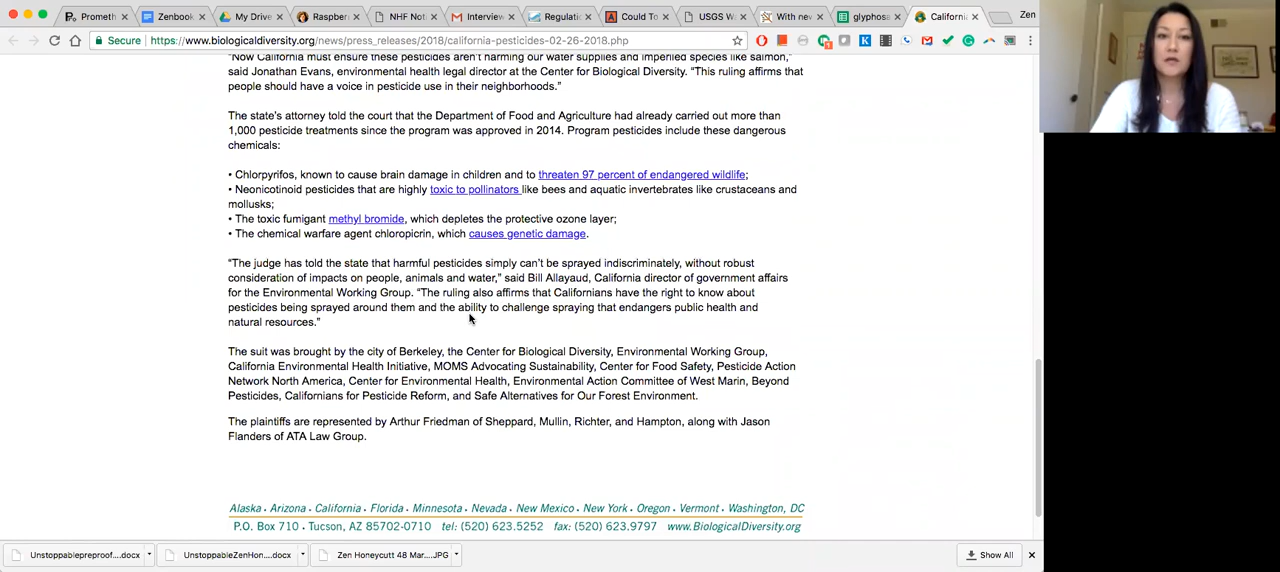 Prometh
Zenbook
My Drive
Raspber
NHF Not
Interview
Regulatio
Could To
USGS W
With nev
glyphosa
California
Zen
Secure
https://www.biologicaldiversity.org/news/press_releases/2018/california-pesticides-02-26-2018.php
"Now California must ensure these pesticides aren't harming our water supplies and imperiled species like salmon,"
said Jonathan Evans, environmental health legal director at the Center for Biological Diversity. "This ruling affirms that
people should have a voice in pesticide use in their neighborhoods."
The state's attorney told the court that the Department of Food and Agriculture had already carried out more than
1,000 pesticide treatments since the program was approved in 2014. Program pesticides include these dangerous
chemicals:
• Chlorpyrifos, known to cause brain damage in children and to threaten 97 percent of endangered wildlife;
• Neonicotinoid pesticides that are highly toxic to pollinators like bees and aquatic invertebrates like crustaceans and
mollusks;
• The toxic fumigant methyl bromide, which depletes the protective ozone layer;
• The chemical warfare agent chloropicrin, which causes genetic damage.
"The judge has told the state that harmful pesticides simply can't be sprayed indiscriminately, without robust
consideration of impacts on people, animals and water," said Bill Allayaud, California director of government affairs
for the Environmental Working Group. "The ruling also affirms that Californians have the right to know about
pesticides being sprayed around them and the ability to challenge spraying that endangers public health and
natural resources."
The suit was brought by the city of Berkeley, the Center for Biological Diversity, Environmental Working Group,
California Environmental Health Initiative, MOMS Advocating Sustainability, Center for Food Safety, Pesticide Action
Network North America, Center for Environmental Health, Environmental Action Committee of West Marin, Beyond
Pesticides, Californians for Pesticide Reform, and Safe Alternatives for Our Forest Environment.
The plaintiffs are represented by Arthur Friedman of Sheppard, Mullin, Richter, and Hampton, along with Jason
Flanders of ATA Law Group.
Alaska · Arizona · California · Florida · Minnesota · Nevada · New Mexico · New York · Oregon · Vermont · Washington, DC
P.O. Box 710 · Tucson, AZ 85702-0710 tel: (520) 623.5252 fax: (520) 623.9797 www.BiologicalDiversity.org
Unstoppablepreproof....docx
UnstoppableZenHon....docx
Zen Honeycutt 48 Mar....JPG
Show All